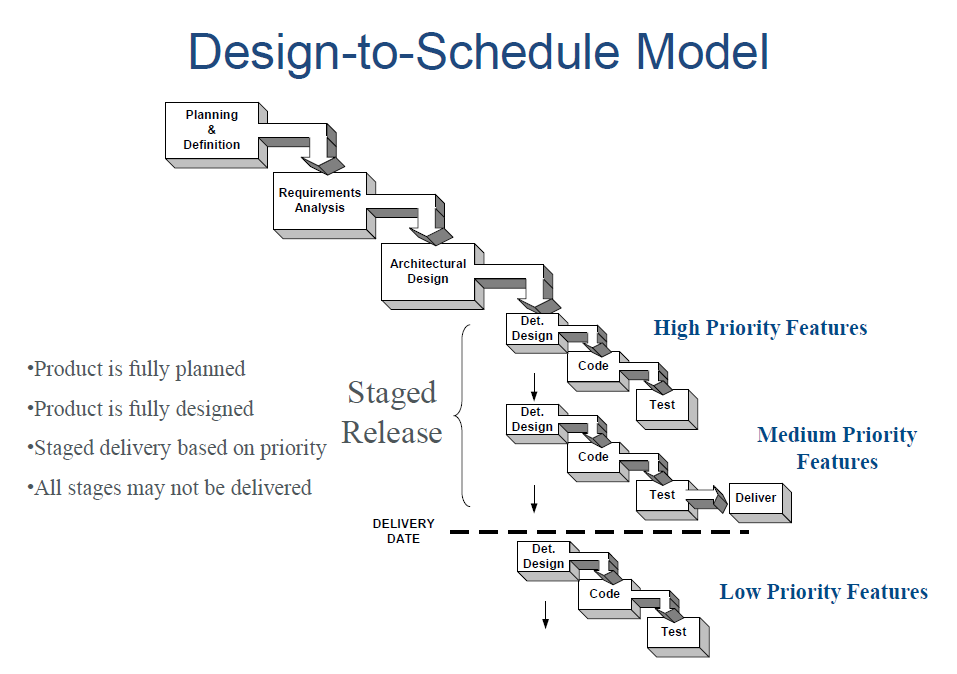 Design-to-Schedule Model
Planning
&
Definition
Requirements
Analysis
Architectural
Design
Det.
Design
Code
Test
High Priority Features
•Product is fully planned
•Product is fully designed
•Staged delivery based on priority
•All stages may not be delivered
Staged
Release
Det.
Design
Code
Test
Deliver
Medium Priority
Features
DELIVERY
DATE
Det.
Design
Code
Test
Low Priority Features